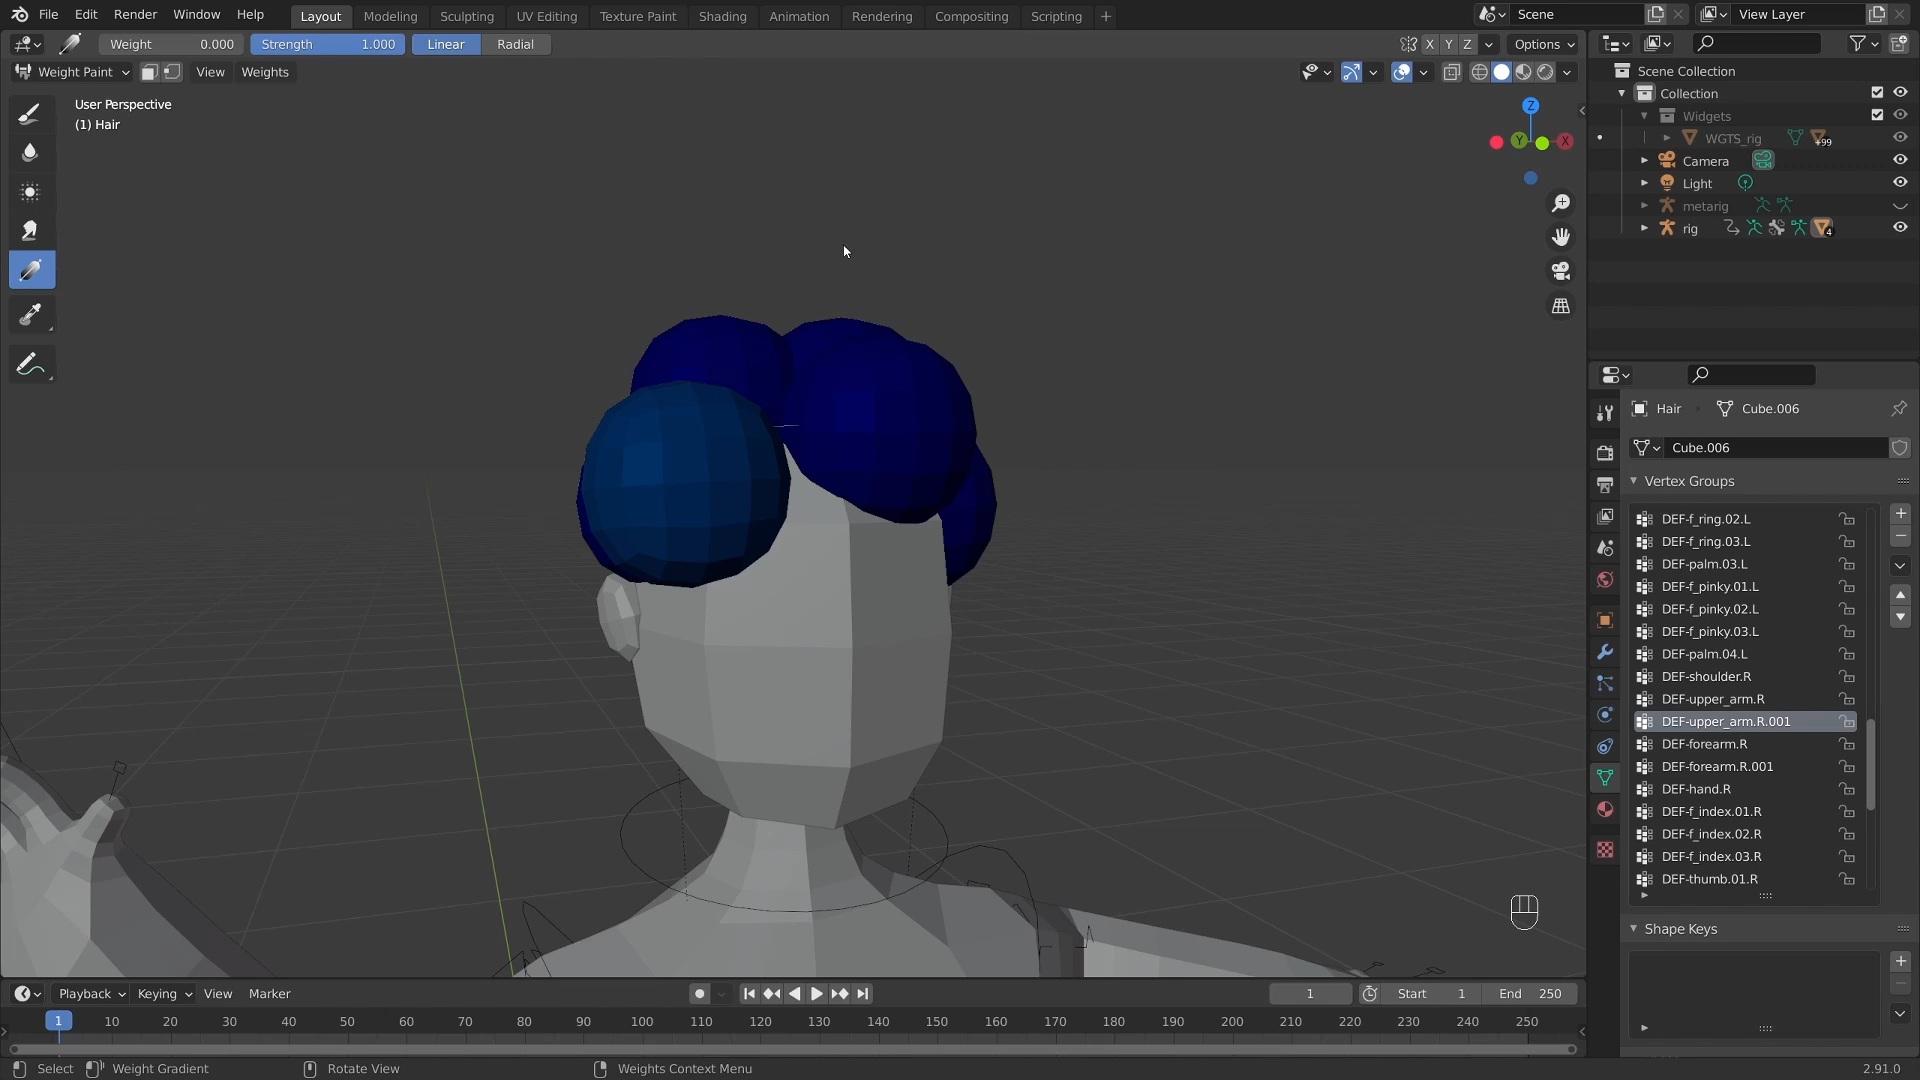 File Edit Render Window Help Layout Modeling Sculpting UV Editing Texture Paint Shading Animation Rendering Compositing Scripting Scene View Layer
Weight 0.000 Strength 1.000 Linear Radial X Y Z Options
Weight Paint View Weights
User Perspective
(1) Hair
Z
Y
X
Scene Collection
Collection
Widgets
WGTS_rig +99
Camera
Light
metarig
rig 4
Hair Cube.006
Cube.006
Vertex Groups
DEF-f_ring.02.L
DEF-f_ring.03.L
DEF-palm.03.L
DEF-f_pinky.01.L
DEF-f_pinky.02.L
DEF-f_pinky.03.L
DEF-palm.04.L
DEF-shoulder.R
DEF-upper_arm.R
DEF-upper_arm.R.001
DEF-forearm.R
DEF-forearm.R.001
DEF-hand.R
DEF-f_index.01.R
DEF-f_index.02.R
DEF-f_index.03.R
DEF-thumb.01.R
Shape Keys
Playback Keying View Marker 1 Start 1 End 250
1 10 20 30 40 50 60 70 80 90 100 110 120 130 140 150 160 170 180 190 200 210 220 230 240 250
Select Weight Gradient Rotate View Weights Context Menu 2.91.0